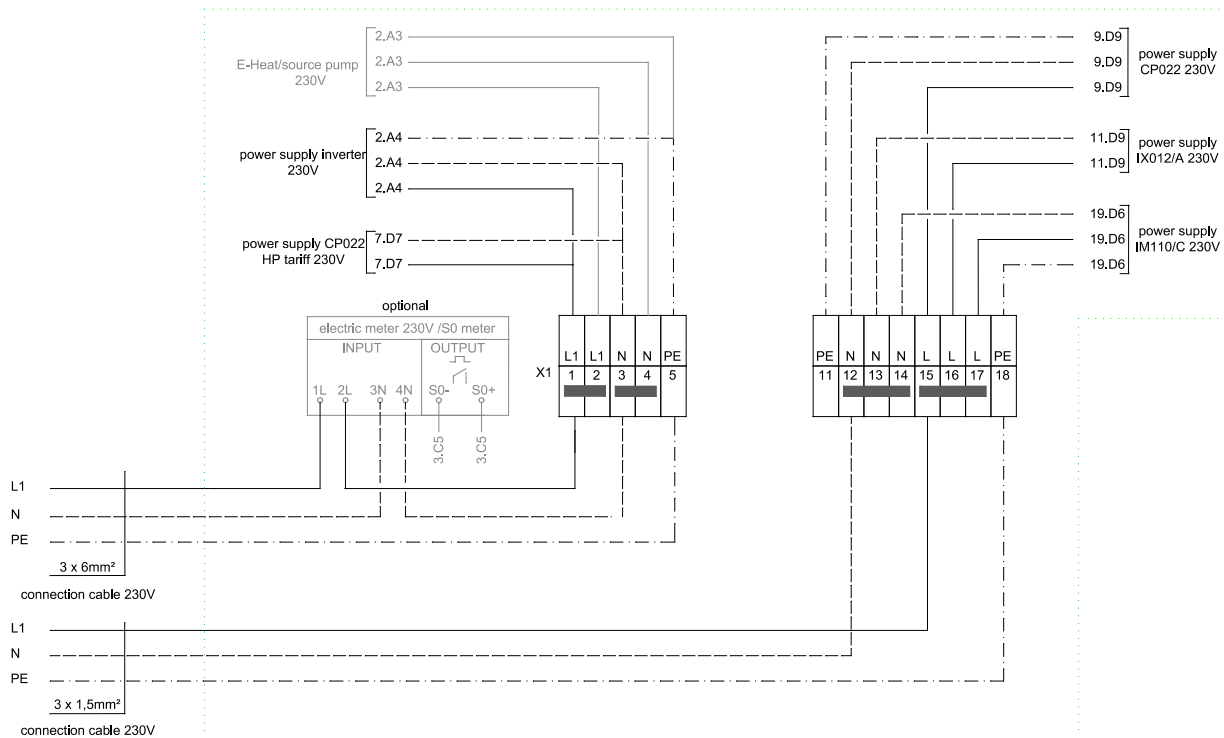 2.A3
E-Heat/source pump
230V
2.A3
2.A3
2.A4
power supply inverter
230V
2.A4
2.A4
power supply CP022
HP tariff 230V
7.D7
7.D7
9.D9
9.D9
9.D9
power supply
CP022 230V
11.D9
11.D9
power supply
IX012/A 230V
19.D6
19.D6
19.D6
power supply
IM110/C 230V
optional
electric meter 230V /S0 meter
INPUT OUTPUT
1L 2L 3N 4N S0- S0+
3.C5 3.C5
X1
L1 L1 N N PE
1 2 3 4 5
PE N N N L L L PE
11 12 13 14 15 16 17 18
L1
N
PE
3 x 6mm²
connection cable 230V
L1
N
PE
3 x 1,5mm²
connection cable 230V